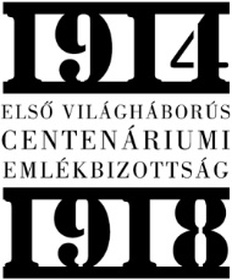 1914
ELSŐ VILÁGHÁBORÚS
CENTENÁRIUMI
EMLÉKBIZOTTSÁG
1918